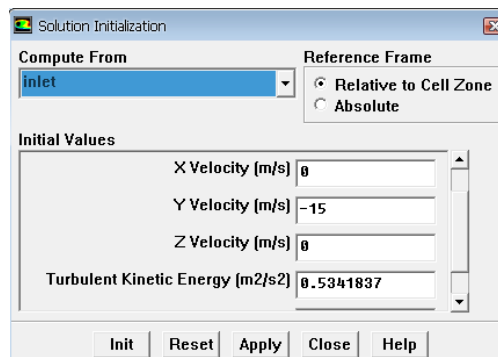 Solution Initialization
Compute From
inlet
Reference Frame
Relative to Cell Zone
Absolute
Initial Values
X Velocity (m/s) 0
Y Velocity (m/s) -15
Z Velocity (m/s) 0
Turbulent Kinetic Energy (m2/s2) 0.5341837
Init Reset Apply Close Help